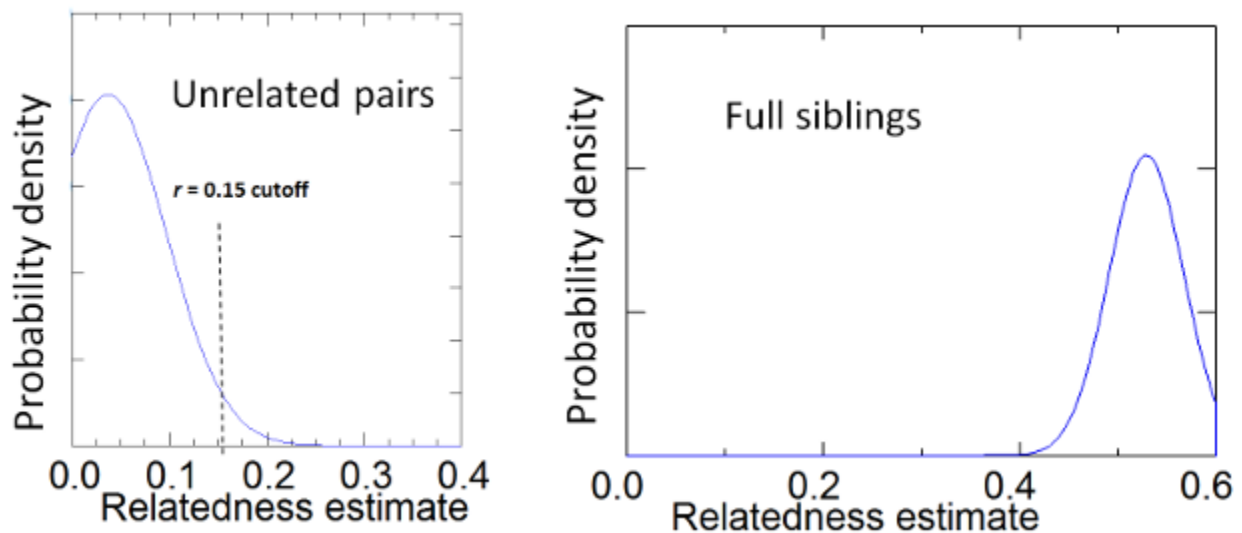 Probability density
Unrelated pairs
r = 0.15 cutoff
0.0 0.1 0.2 0.3 0.4
Relatedness estimate
Probability density
Full siblings
0.0 0.2 0.4 0.6
Relatedness estimate